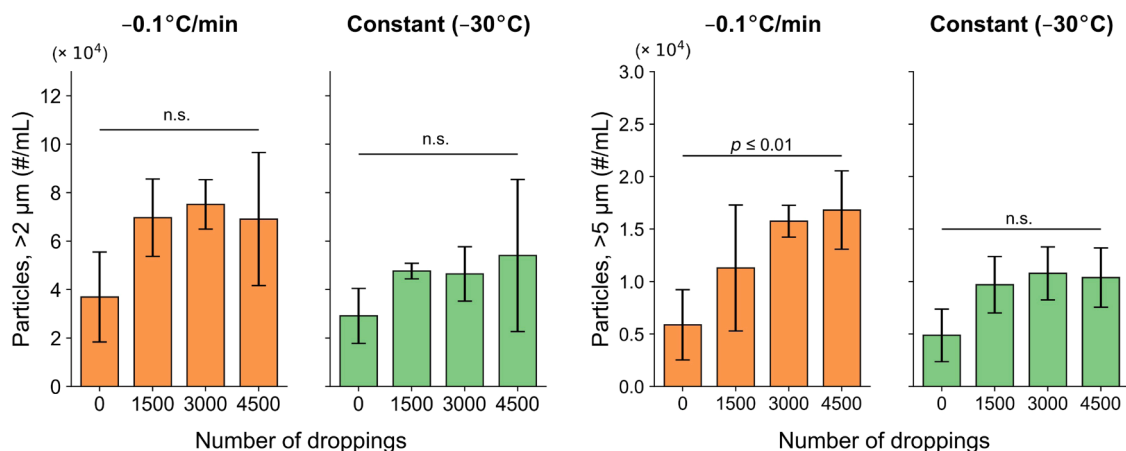 −0.1°C/min
Constant (−30°C)
(× 10⁴)
Particles, >2 µm (#/mL)
12
10
8
6
4
2
0
n.s.
n.s.
0 1500 3000 4500
0 1500 3000 4500
Number of droppings
−0.1°C/min
Constant (−30°C)
(× 10⁴)
Particles, >5 µm (#/mL)
3.0
2.5
2.0
1.5
1.0
0.5
0.0
p ≤ 0.01
n.s.
0 1500 3000 4500
0 1500 3000 4500
Number of droppings